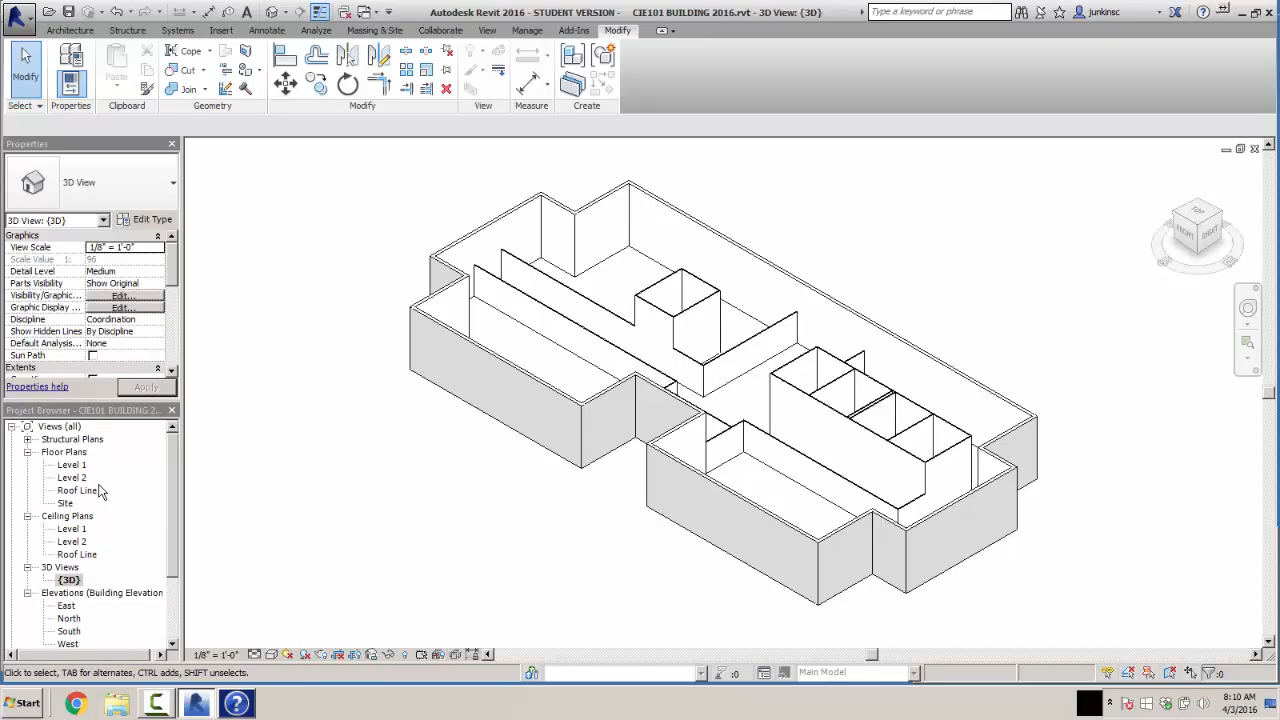 Autodesk Revit 2016 - STUDENT VERSION - CIE101 BUILDING 2016.rvt - 3D View: {3D}
Type a keyword or phrase
junkinsc
Architecture Structure Systems Insert Annotate Analyze Massing & Site Collaborate View Manage Add-Ins Modify
Modify Paste Cope
Cut
Join
Select Properties Clipboard Geometry Modify View Measure Create
Properties
3D View
3D View: {3D} Edit Type
Graphics
View Scale 1/8" = 1'-0"
Scale Value 1: 96
Detail Level Medium
Parts Visibility Show Original
Visibility/Graphic... Edit...
Graphic Display ... Edit...
Discipline Coordination
Show Hidden Lines By Discipline
Default Analysis... None
Sun Path
Extents
Properties help Apply
Project Browser - CIE101 BUILDING 2...
Views (all)
Structural Plans
Floor Plans
Level 1
Level 2
Roof Line
Site
Ceiling Plans
Level 1
Level 2
Roof Line
3D Views
{3D}
Elevations (Building Elevation
East
North
South
West
TOP
RIGHT
1/8" = 1'-0"
Click to select, TAB for alternates, CTRL adds, SHIFT unselects.
:0
Main Model
:0
Start
8:10 AM
4/3/2016